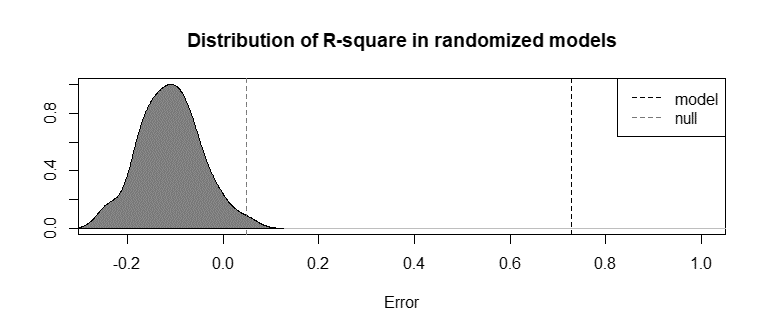 Distribution of R-square in randomized models
model
null
0.0 0.4 0.8
-0.2 0.0 0.2 0.4 0.6 0.8 1.0
Error